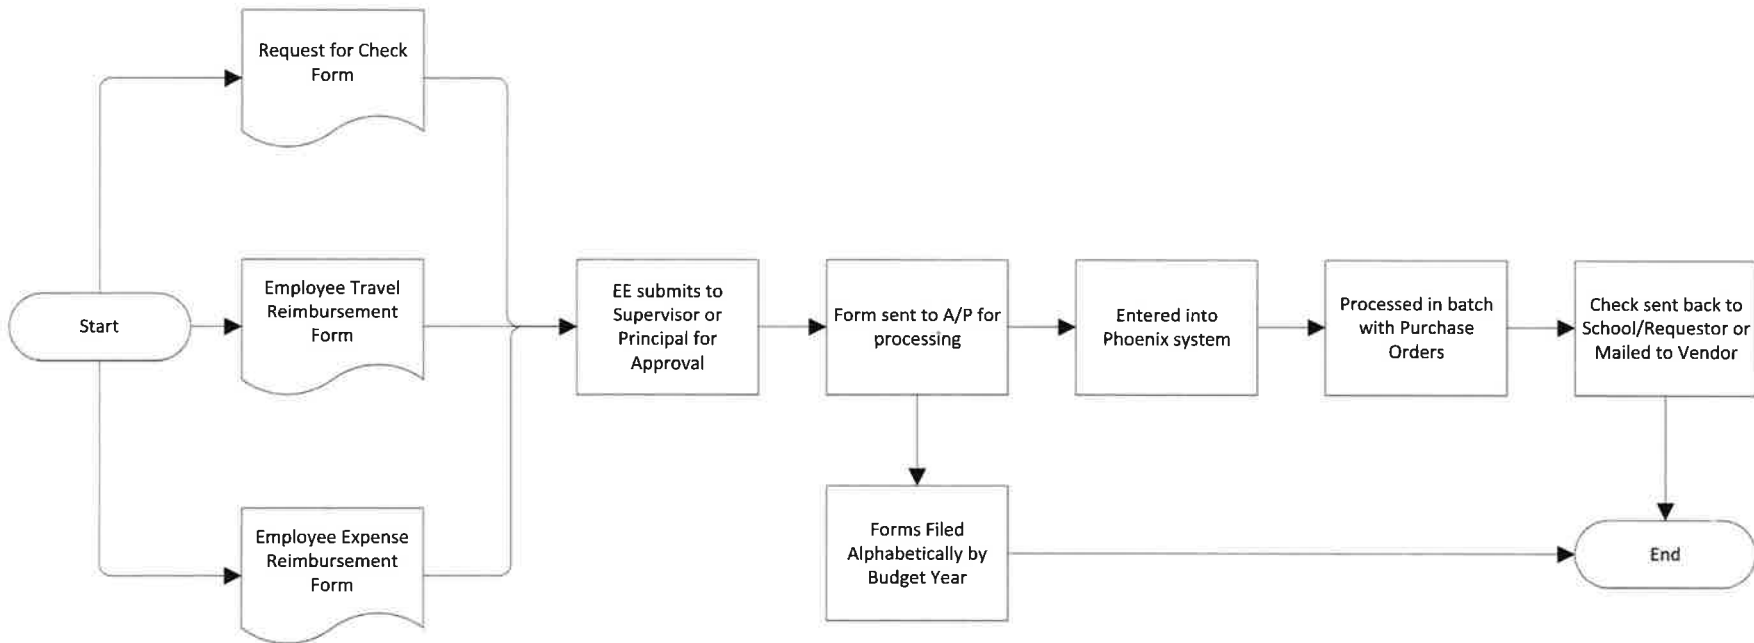 Request for Check
Form
Start
Employee Travel
Reimbursement
Form
Employee Expense
Reimbursement
Form
EE submits to
Supervisor or
Principal for
Approval
Form sent to A/P for
processing
Entered into
Phoenix system
Processed in batch
with Purchase
Orders
Check sent back to
School/Requestor or
Mailed to Vendor
Forms Filed
Alphabetically by
Budget Year
End